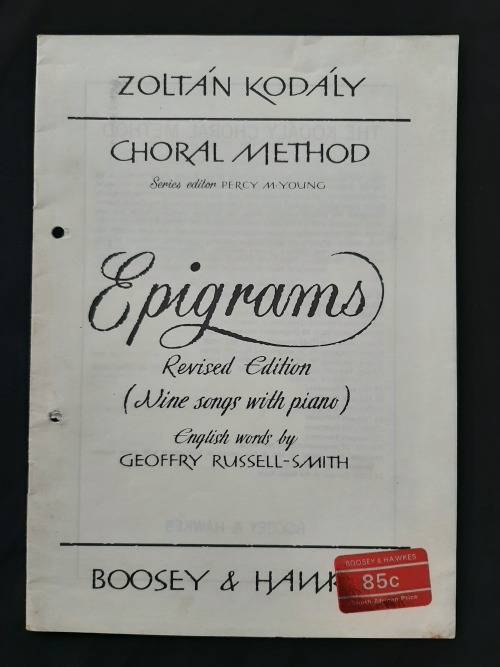 ZOLTÁN KODÁLY
CHORAL METHOD
Series editor PERCY M. YOUNG
Epigrams
Revised Edition
(Nine songs with piano)
English words by
GEOFFRY RUSSELL-SMITH
BOOSEY & HAWK
BOOSEY & HAWKES
85c
South African Price